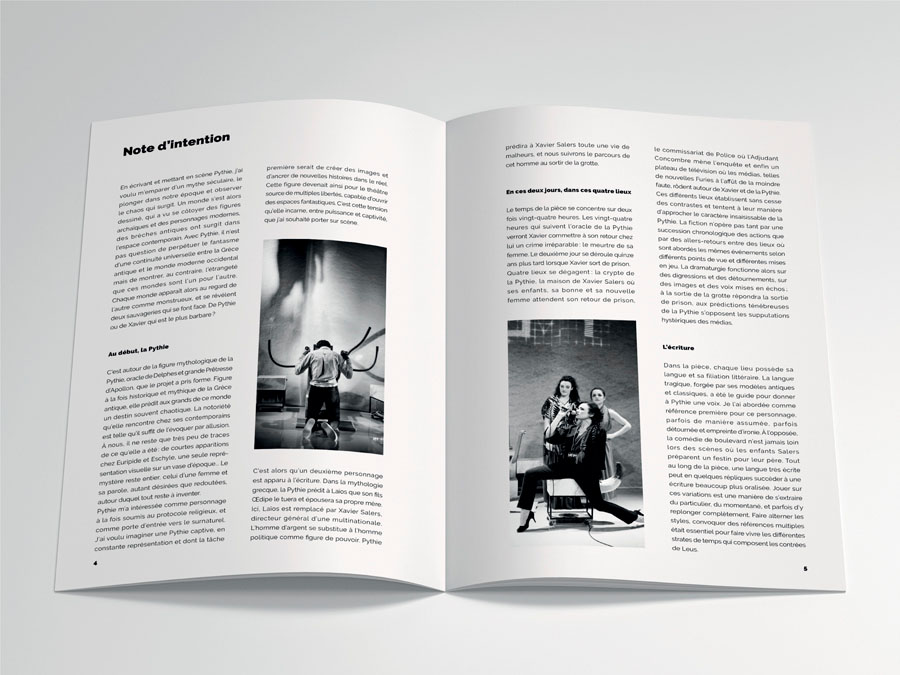 Note d'intention
En écrivant et mettant en scène Pythie, j'ai
voulu m'emparer d'un mythe séculaire, le
plonger dans notre époque et observer
le chaos qui surgit. Un monde s'est alors
dessiné, qui a vu se côtoyer des figures
archaïques et des personnages modernes,
des brèches antiques ont surgit dans
l'espace contemporain. Avec Pythie, il n'est
pas question de perpétuer le fantasme
d'une continuité universelle entre la Grèce
antique et le monde moderne occidental
mais de montrer, au contraire, l'étrangeté
que ces mondes sont l'un pour l'autre.
Chaque monde apparaît alors au regard de
l'autre comme monstrueux, et se révèlent
deux sauvageries qui se font face. De Pythie
ou de Xavier qui est le plus barbare ?
Au début, la Pythie
C'est autour de la figure mythologique de la
Pythie, oracle de Delphes et grande Prêtresse
d'Apollon, que le projet a pris forme. Figure
à la fois historique et mythique de la Grèce
antique, elle prédit aux grands de ce monde
un destin souvent chaotique. La notoriété
qu'elle rencontre chez ses contemporains
est telle qu'il suffit de l'évoquer par allusion.
À nous, il ne reste que très peu de traces
de ce qu'elle a été : de courtes apparitions
chez Euripide et Eschyle, une seule repré-
sentation visuelle sur un vase d'époque... Le
mystère reste entier, celui d'une femme et
sa parole, autant désirées que redoutées,
autour duquel tout reste à inventer.
Pythie m'a intéressée comme personnage
à la fois soumis au protocole religieux, et
comme porte d'entrée vers le surnaturel.
J'ai voulu imaginer une Pythie captive, en
constante représentation et dont la tâche
4
première serait de créer des images et
d'ancrer de nouvelles histoires dans le réel.
Cette figure devenait ainsi pour le théâtre
source de multiples libertés, capable d'ouvrir
des espaces fantastiques. C'est cette tension
qu'elle incarne, entre puissance et captivité,
que j'ai souhaité porter sur scène.
C'est alors qu'un deuxième personnage
est apparu à l'écriture. Dans la mythologie
grecque, la Pythie prédit à Laïos que son fils
Œdipe le tuera et épousera sa propre mère.
Ici, Laïos est remplacé par Xavier Salers,
directeur général d'une multinationale.
L'homme d'argent se substitue à l'homme
politique comme figure de pouvoir. Pythie
prédira à Xavier Salers toute une vie de
malheurs, et nous suivrons le parcours de
cet homme au sortir de la grotte.
En ces deux jours, dans ces quatre lieux
Le temps de la pièce se concentre sur deux
fois vingt-quatre heures. Les vingt-quatre
heures qui suivent l'oracle de la Pythie
verront Xavier commettre à son retour chez
lui un crime irréparable : le meurtre de sa
femme. Le deuxième jour se déroule quinze
ans plus tard lorsque Xavier sort de prison.
Quatre lieux se dégagent : la crypte de
la Pythie, la maison de Xavier Salers où
ses enfants, sa bonne et sa nouvelle
femme attendent son retour de prison,
le commissariat de Police où l'Adjudant
Concombre mène l'enquête et enfin un
plateau de télévision où les médias, telles
de nouvelles Furies à l'affût de la moindre
faute, rôdent autour de Xavier et de la Pythie.
Ces différents lieux établissent sans cesse
des contrastes et tentent à leur manière
d'approcher le caractère insaisissable de la
Pythie. La fiction n'opère pas tant par une
succession chronologique des actions que
par des allers-retours entre des lieux où
sont abordés les mêmes événements selon
différents points de vue et différentes mises
en jeu. La dramaturgie fonctionne alors sur
des digressions et des détournements, sur
des images et des voix mises en échos ;
à la sortie de la grotte répondra la sortie
de prison, aux prédictions ténébreuses
de la Pythie s'opposent les supputations
hystériques des médias.
L'écriture
Dans la pièce, chaque lieu possède sa
langue et sa filiation littéraire. La langue
tragique, forgée par ses modèles antiques
et classiques, a été le guide pour donner
à Pythie une voix. Je l'ai abordée comme
référence première pour ce personnage,
parfois de manière assumée, parfois
détournée et empreinte d'ironie. À l'opposée,
la comédie de boulevard n'est jamais loin
lors des scènes où les enfants Salers
préparent un festin pour leur père. Tout
au long de la pièce, une langue très écrite
peut en quelques répliques succéder à une
écriture beaucoup plus oralisée. Jouer sur
ces variations est une manière de s'extraire
du particulier, du momentané, et parfois d'y
replonger complètement. Faire alterner les
styles, convoquer des références multiples
était essentiel pour faire vivre les différentes
strates de temps qui composent les contrées
de Leus.
5